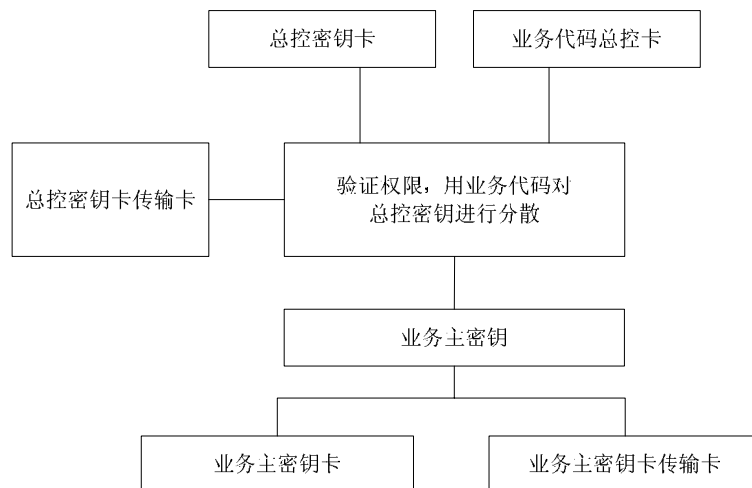 总控密钥卡
业务代码总控卡
总控密钥卡传输卡
验证权限，用业务代码对
总控密钥进行分散
业务主密钥
业务主密钥卡
业务主密钥卡传输卡